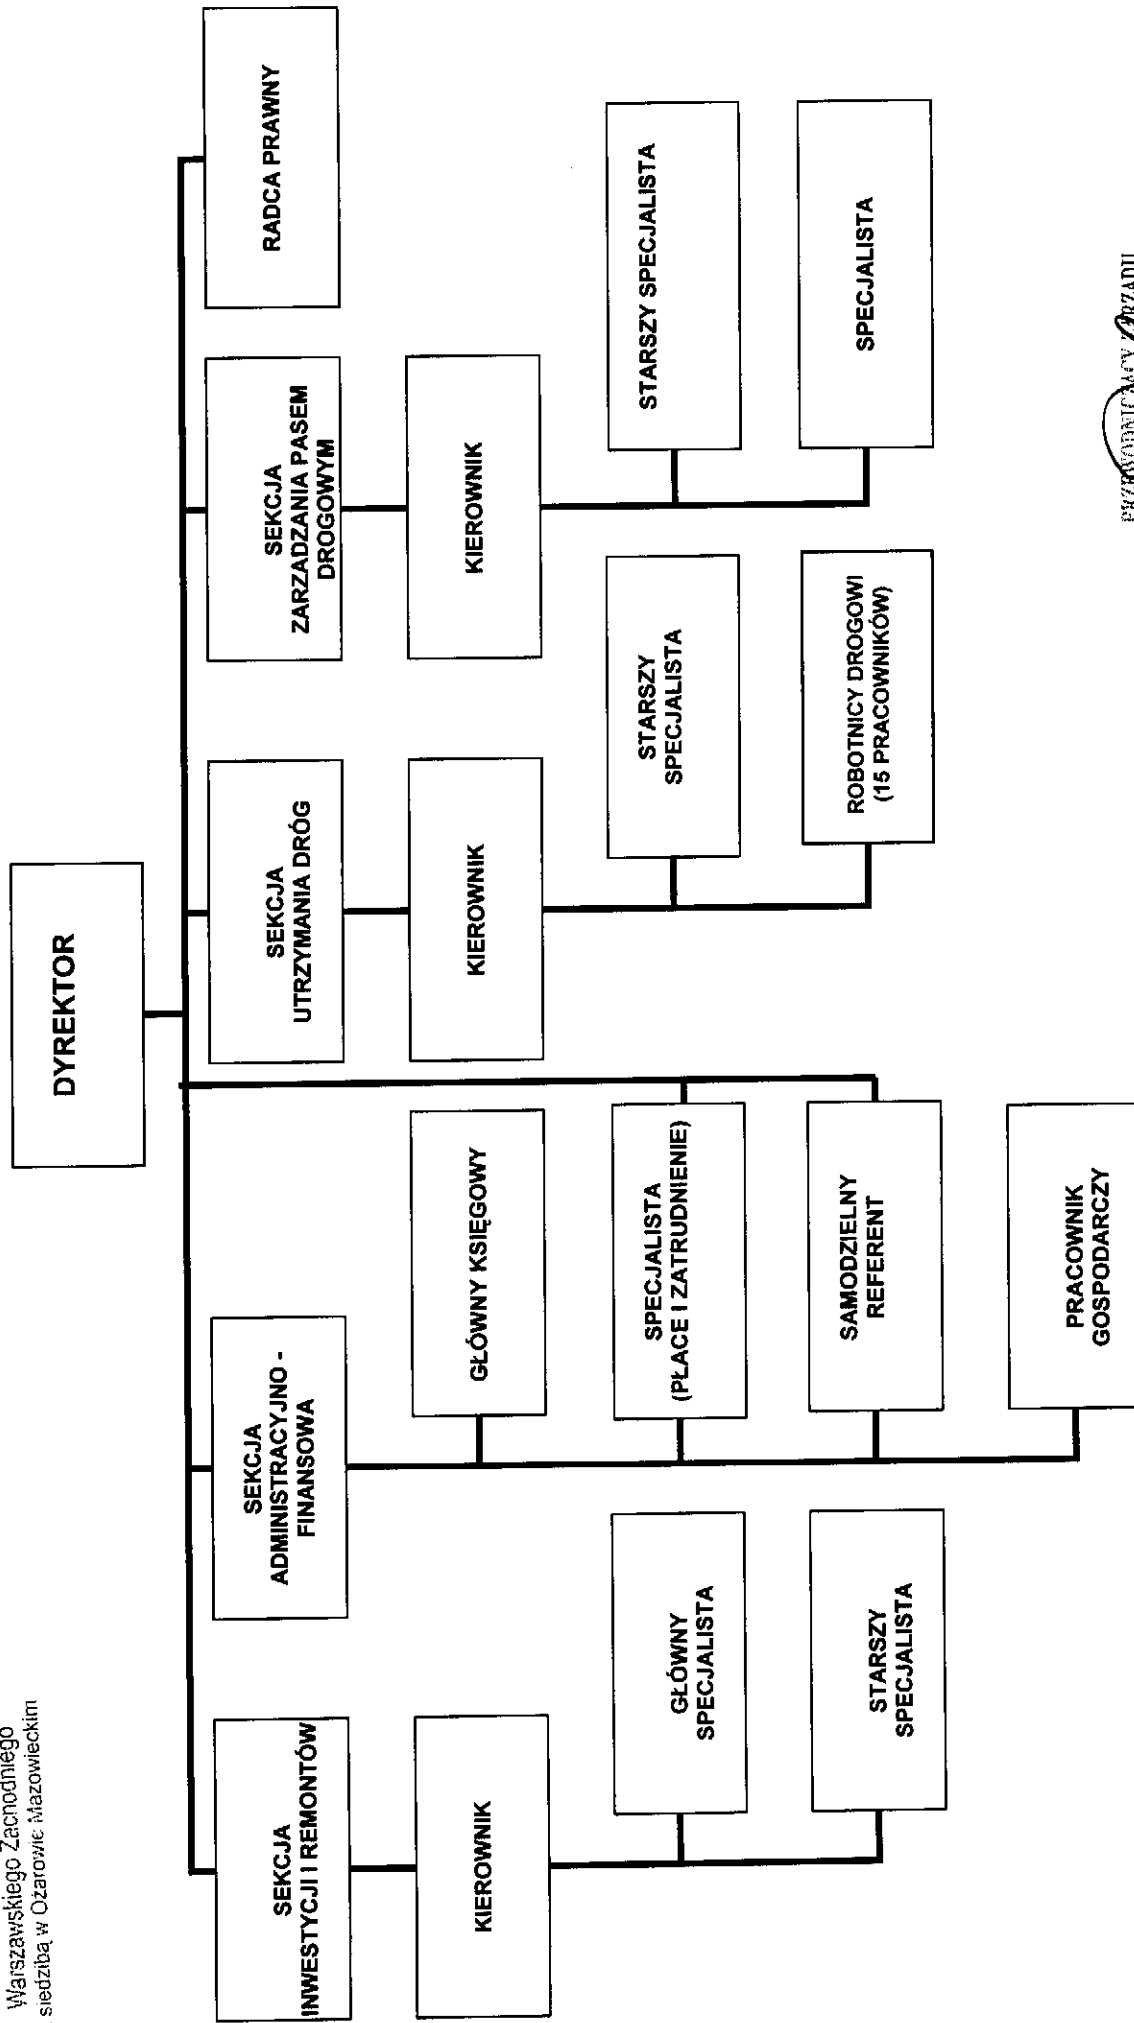 Warszawskiego Zachodniego
siedzibą w Ożarowie Mazowieckim
DYREKTOR
SEKCJA
INWESTYCJI I REMONTÓW
SEKCJA
ADMINISTRACYJNO -
FINANSOWA
SEKCJA
UTRZYMANIA DRÓG
SEKCJA
ZARZADZANIA PASEM
DROGOWYM
RADCA PRAWNY
KIEROWNIK
GŁÓWNY KSIĘGOWY
KIEROWNIK
KIEROWNIK
GŁÓWNY
SPECJALISTA
SPECJALISTA
(PŁACE I ZATRUDNIENIE)
STARSZY
SPECJALISTA
STARSZY SPECJALISTA
STARSZY
SPECJALISTA
SAMODZIELNY
REFERENT
ROBOTNICY DROGOWI
(15 PRACOWNIKÓW)
SPECJALISTA
PRACOWNIK
GOSPODARCZY
PRZEWODNICZĄCY ZARZĄDU